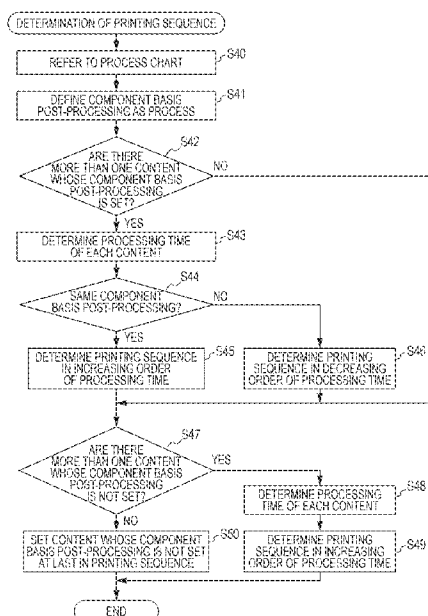 DETERMINATION OF PRINTING SEQUENCE
S40
REFER TO PROCESS CHART
S41
DEFINE COMPONENT BASIS
POST-PROCESSING AS PROCESS
S42
ARE THERE
MORE THAN ONE CONTENT
WHOSE COMPONENT BASIS
POST-PROCESSING
IS SET?
NO
YES
S43
DETERMINE PROCESSING TIME
OF EACH CONTENT
S44
SAME COMPONENT
BASIS POST-PROCESSING?
NO
YES
S45
DETERMINE PRINTING SEQUENCE
IN INCREASING ORDER
OF PROCESSING TIME
S46
DETERMINE PRINTING
SEQUENCE IN DECREASING
ORDER OF PROCESSING TIME
S47
ARE THERE
MORE THAN ONE CONTENT
WHOSE COMPONENT BASIS
POST-PROCESSING
IS NOT SET?
YES
NO
S48
DETERMINE PROCESSING
TIME OF EACH CONTENT
S50
SET CONTENT WHOSE COMPONENT
BASIS POST-PROCESSING IS NOT SET
AT LAST IN PRINTING SEQUENCE
S49
DETERMINE PRINTING
SEQUENCE IN INCREASING
ORDER OF PROCESSING TIME
END